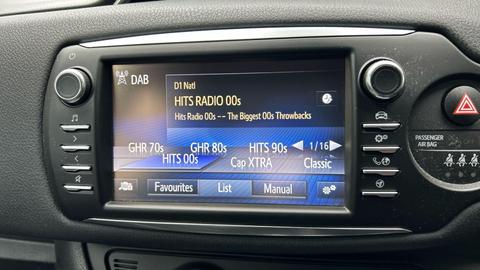 DAB
D1 Natl
HITS RADIO 00s
Hits Radio -- The Biggest 00s Throwbacks
GHR 70s GHR 80s HITS 90s 1/16
HITS 00s Cap XTRA Classic
Favourites List Manual
PASSENGER
AIR BAG